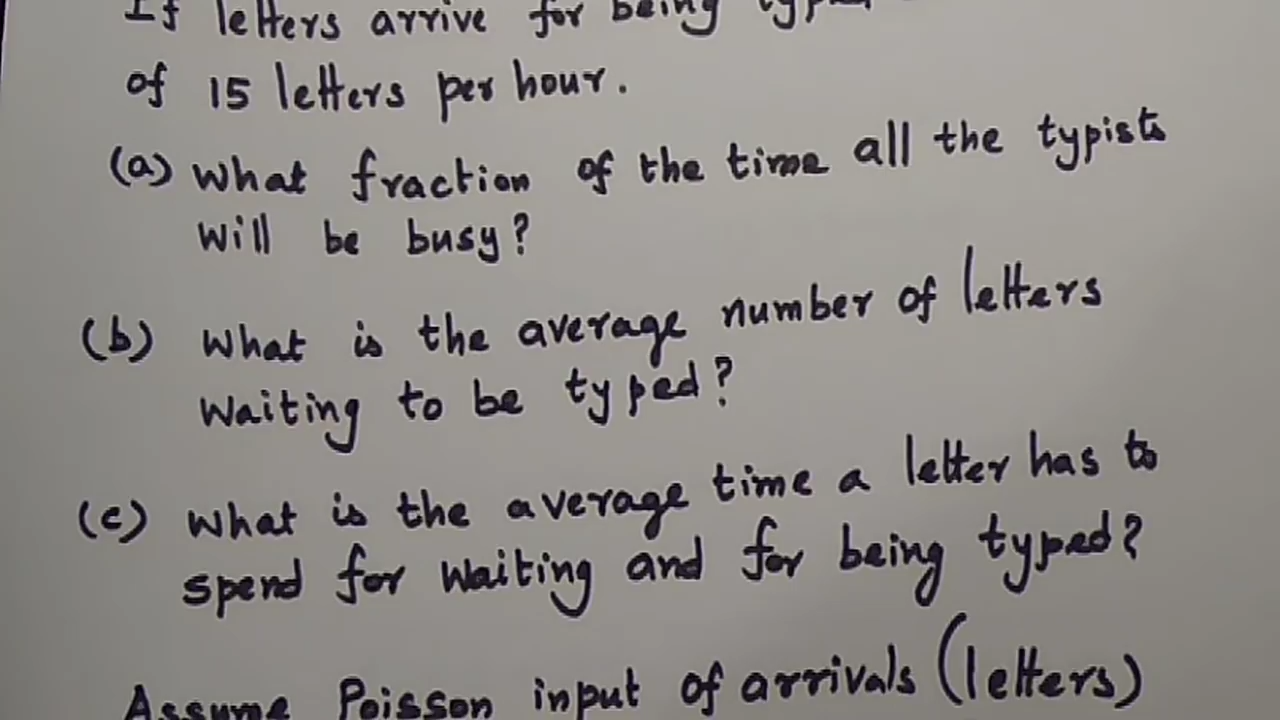 If letters arrive for being typed
of 15 letters per hour.
(a) What fraction of the time all the typists
will be busy?
(b) What is the average number of letters
waiting to be typed?
(c) What is the average time a letter has to
spend for waiting and for being typed?
Assume Poisson input of arrivals (letters)